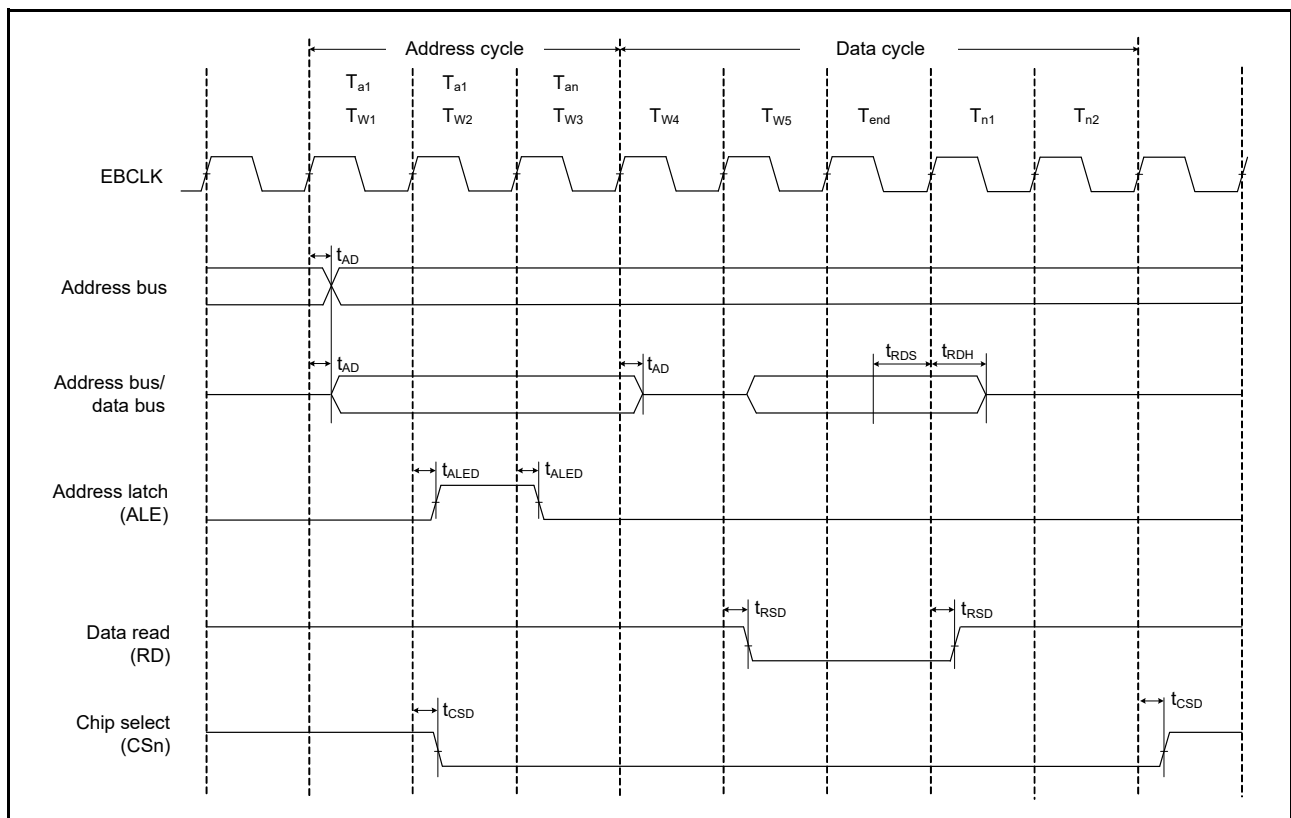 Address cycle Data cycle
Ta1 Ta1 Tan
TW1 TW2 TW3 TW4 TW5 Tend Tn1 Tn2
EBCLK
tAD
Address bus
tRDS tRDH
tAD tAD
Address bus/
data bus
tALED tALED
Address latch
(ALE)
tRSD tRSD
Data read
(RD)
tCSD tCSD
Chip select
(CSn)